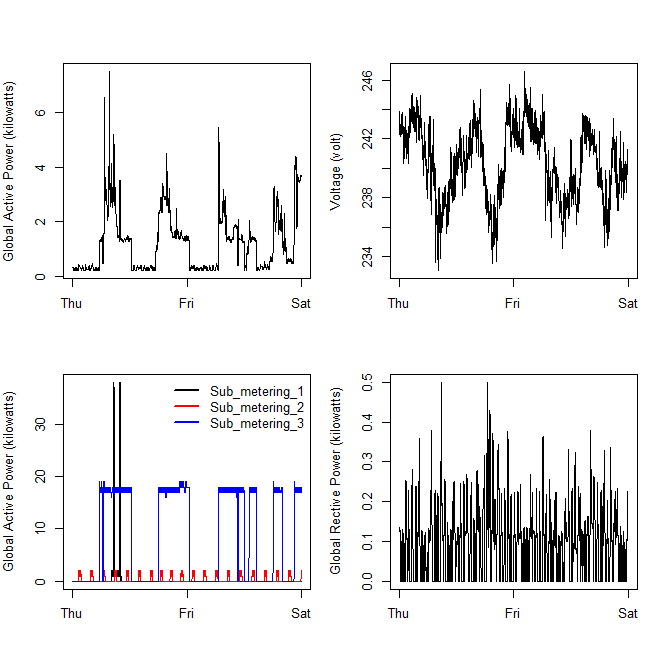 Global Active Power (kilowatts)
0 2 4 6
Thu Fri Sat
Voltage (volt)
234 238 242 246
Thu Fri Sat
Global Active Power (kilowatts)
0 10 20 30
Sub_metering_1
Sub_metering_2
Sub_metering_3
Thu Fri Sat
Global Rective Power (kilowatts)
0.0 0.1 0.2 0.3 0.4 0.5
Thu Fri Sat